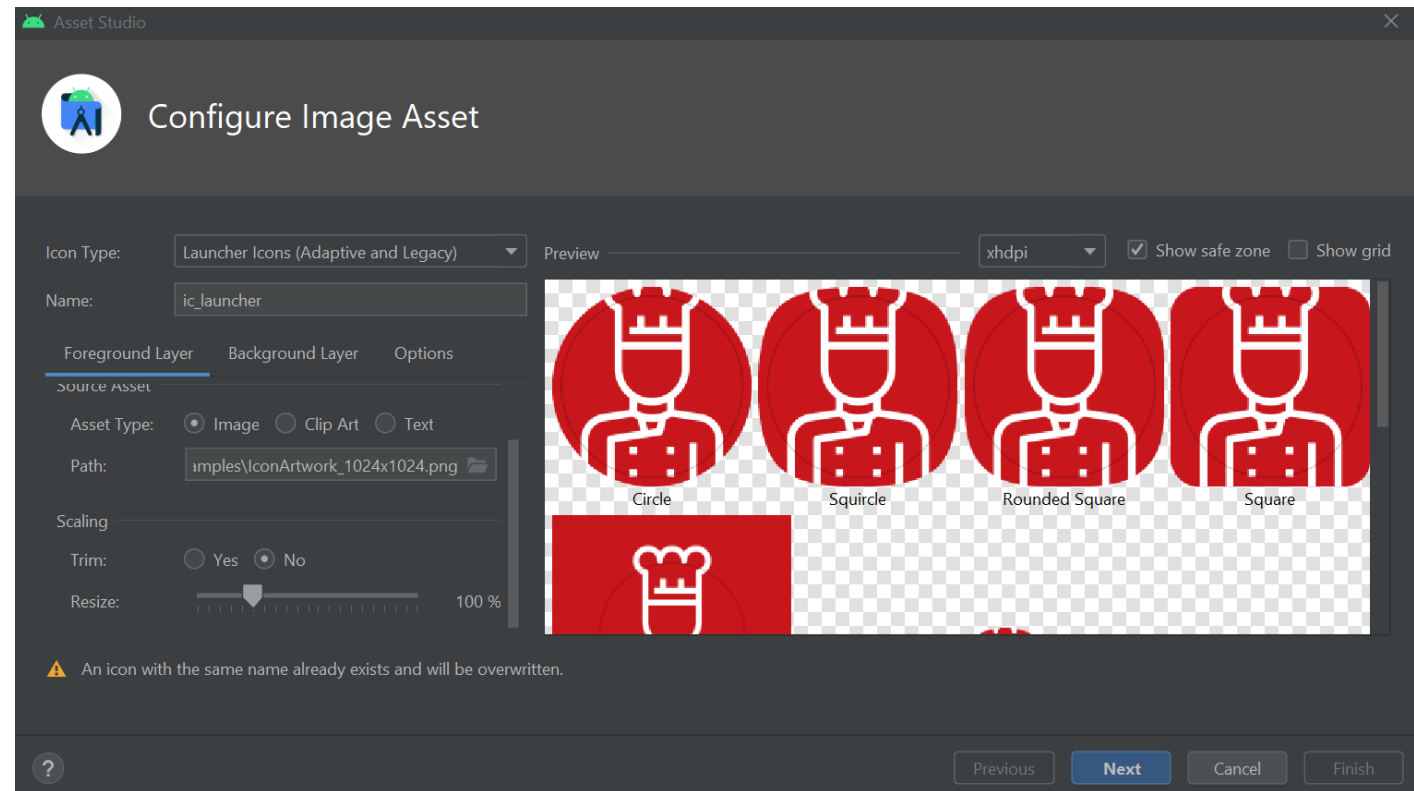 Asset Studio
Configure Image Asset
Icon Type: Launcher Icons (Adaptive and Legacy)
Name: ic_launcher
Foreground Layer Background Layer Options
Source Asset
Asset Type: Image Clip Art Text
Path: amples\IconArtwork_1024x1024.png
Scaling
Trim: Yes No
Resize: 100 %
Preview xhdpi Show safe zone Show grid
Circle Squircle Rounded Square Square
An icon with the same name already exists and will be overwritten.
? Previous Next Cancel Finish